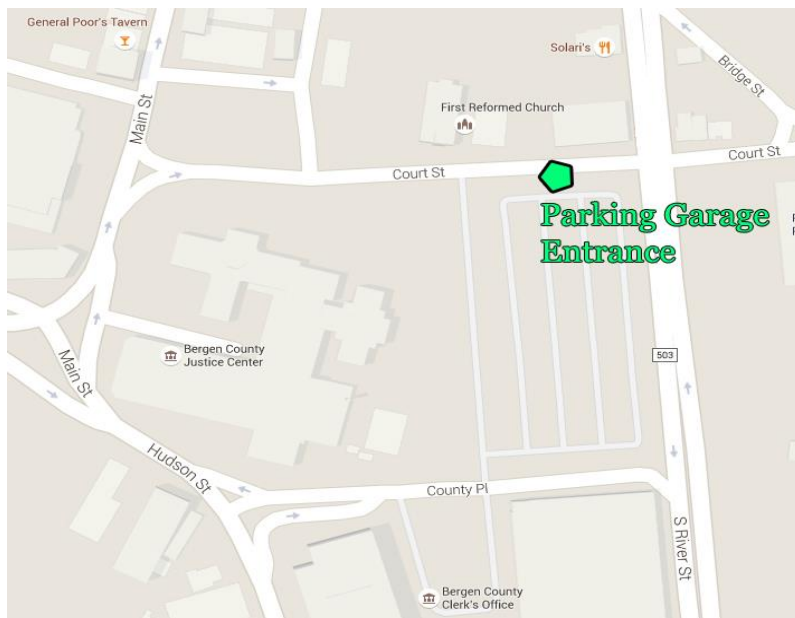 General Poor's Tavern
Solari's
Bridge St
Main St
First Reformed Church
Court St
Court St
Parking Garage
Entrance
Bergen County
Justice Center
503
Main St
Hudson St
County Pl
S River St
Bergen County
Clerk's Office